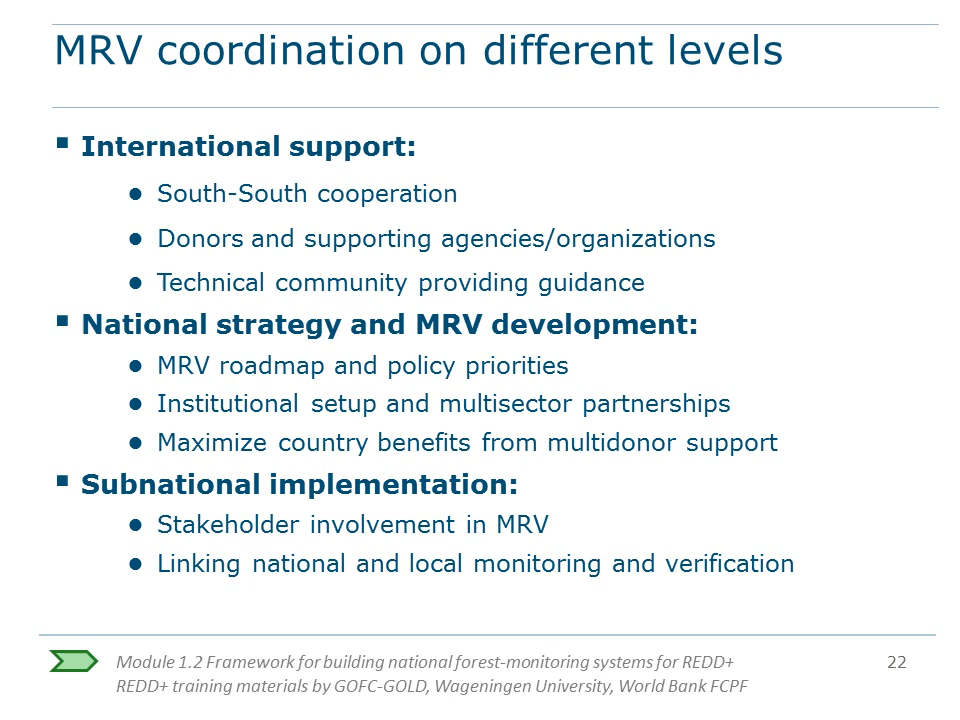 MRV coordination on different levels
International support:
South-South cooperation
Donors and supporting agencies/organizations
Technical community providing guidance
National strategy and MRV development:
MRV roadmap and policy priorities
Institutional setup and multisector partnerships
Maximize country benefits from multidonor support
Subnational implementation:
Stakeholder involvement in MRV
Linking national and local monitoring and verification
Module 1.2 Framework for building national forest-monitoring systems for REDD+
REDD+ training materials by GOFC-GOLD, Wageningen University, World Bank FCPF
22